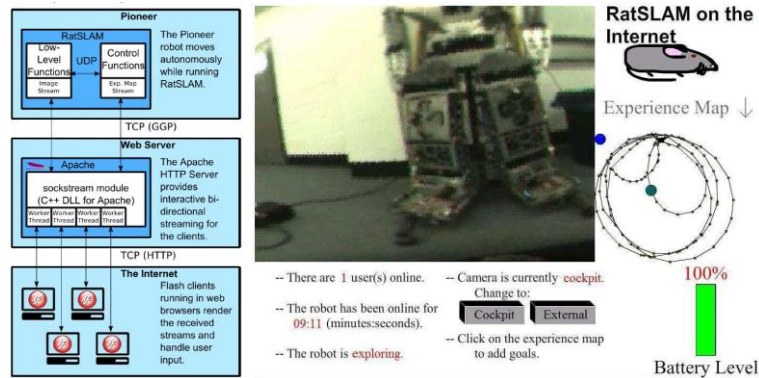 Pioneer
RatSLAM
Low-
Level
Functions
UDP
Control
Functions
Image
Stream
Exp. Map
Stream
The Pioneer
robot moves
autonomously
while running
RatSLAM.
TCP (GGP)
Web Server
Apache
sockstream module
(C++ DLL for Apache)
Worker Worker Worker Worker
Thread Thread Thread Thread
The Apache
HTTP Server
provides
interactive bi-
directional
streaming for
the clients.
TCP (HTTP)
The Internet
Flash clients
running in web
browsers render
the received
streams and
handle user
input.
-- There are 1 user(s) online.
-- The robot has been online for
09:11 (minutes:seconds).
-- The robot is exploring.
-- Camera is currently cockpit.
Change to:
Cockpit External
-- Click on the experience map
to add goals.
RatSLAM on the
Internet
Experience Map ↓
100%
Battery Level